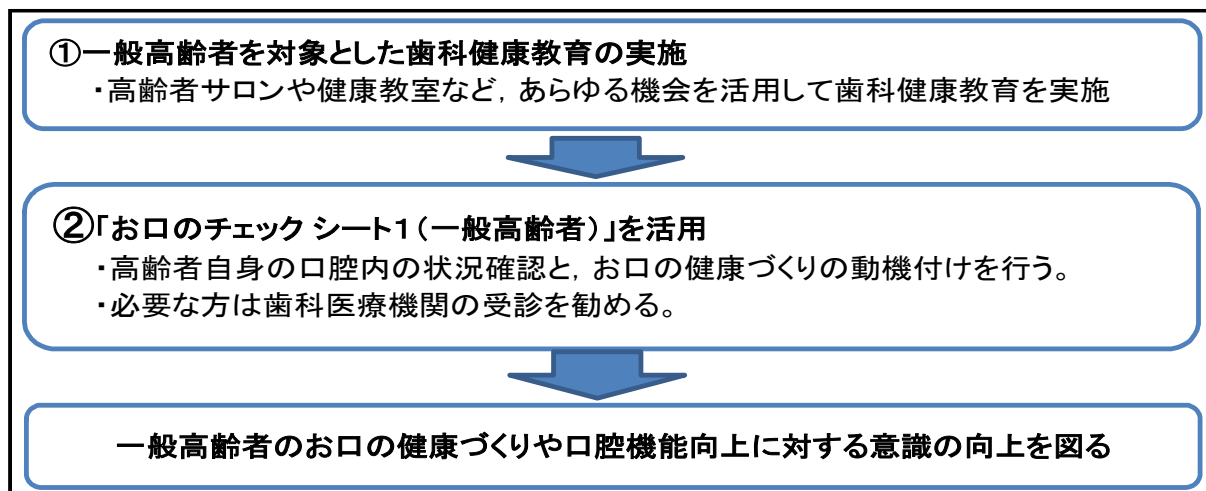 ①一般高齢者を対象とした歯科健康教育の実施
・高齢者サロンや健康教室など，あらゆる機会を活用して歯科健康教育を実施
②「お口のチェック シート１（一般高齢者）」を活用
・高齢者自身の口腔内の状況確認と，お口の健康づくりの動機付けを行う。
・必要な方は歯科医療機関の受診を勧める。
一般高齢者のお口の健康づくりや口腔機能向上に対する意識の向上を図る